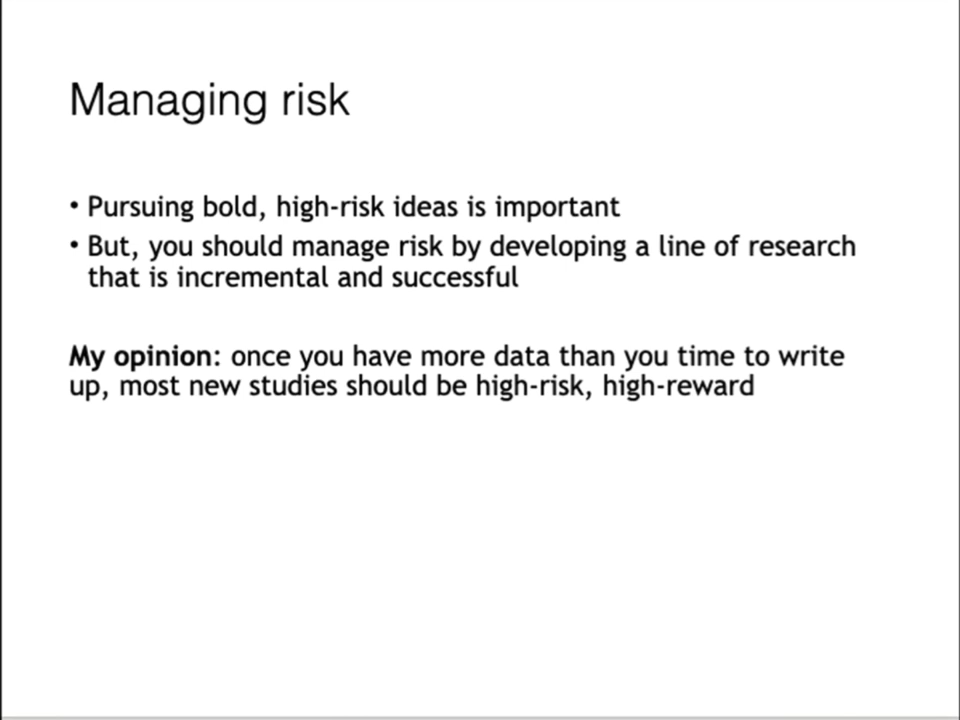 Managing risk
• Pursuing bold, high-risk ideas is important
• But, you should manage risk by developing a line of research
that is incremental and successful
My opinion: once you have more data than you time to write
up, most new studies should be high-risk, high-reward